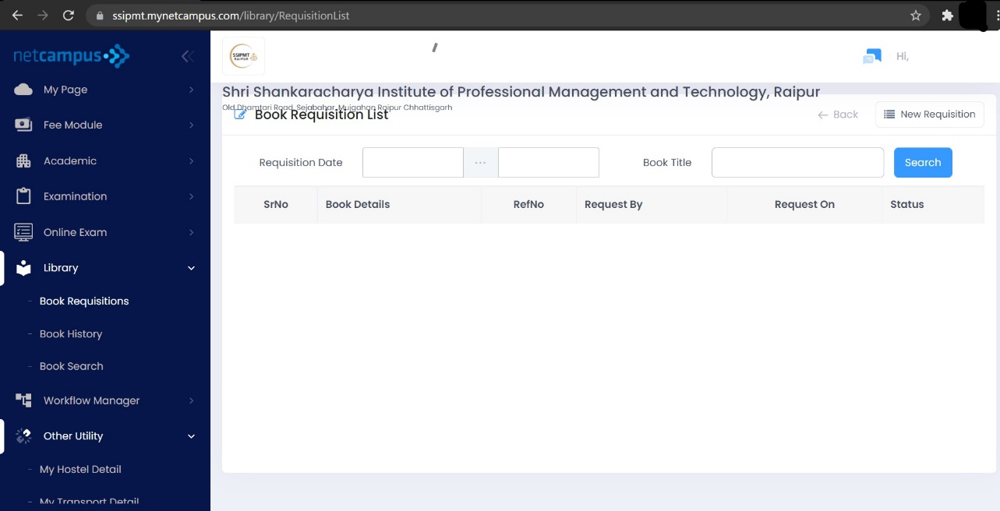 ssipmt.mynetcampus.com/library/RequisitionList
netcampus
SSIPMT
RAIPUR
Hi,
My Page
Fee Module
Academic
Examination
Online Exam
Library
Book Requisitions
Book History
Book Search
Workflow Manager
Other Utility
My Hostel Detail
My Transport Detail
Shri Shankaracharya Institute of Professional Management and Technology, Raipur
Old Dhamtari Road, Sejabahar, Mujgahan Raipur Chhattisgarh
Book Requisition List
Back
New Requisition
Requisition Date ... Book Title Search
SrNo Book Details RefNo Request By Request On Status